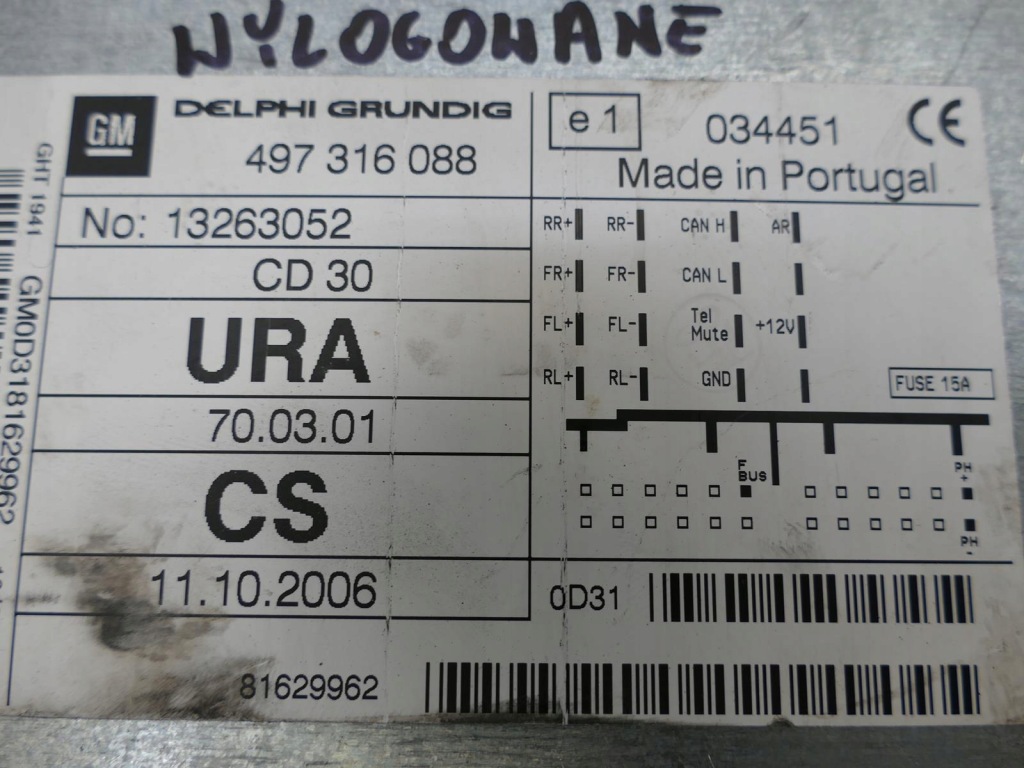 WYLOGOWANE
GM
DELPHI GRUNDIG
497 316 088
e 1
034451
CE
Made in Portugal
No: 13263052
CD 30
URA
70.03.01
CS
11.10.2006
RR+ RR- CAN H AR
FR+ FR- CAN L
FL+ FL- Tel Mute +12V
RL+ RL- GND
FUSE 15A
F BUS
PH +
PH -
0D31
81629962
GHT 1941
GM0D3181629962